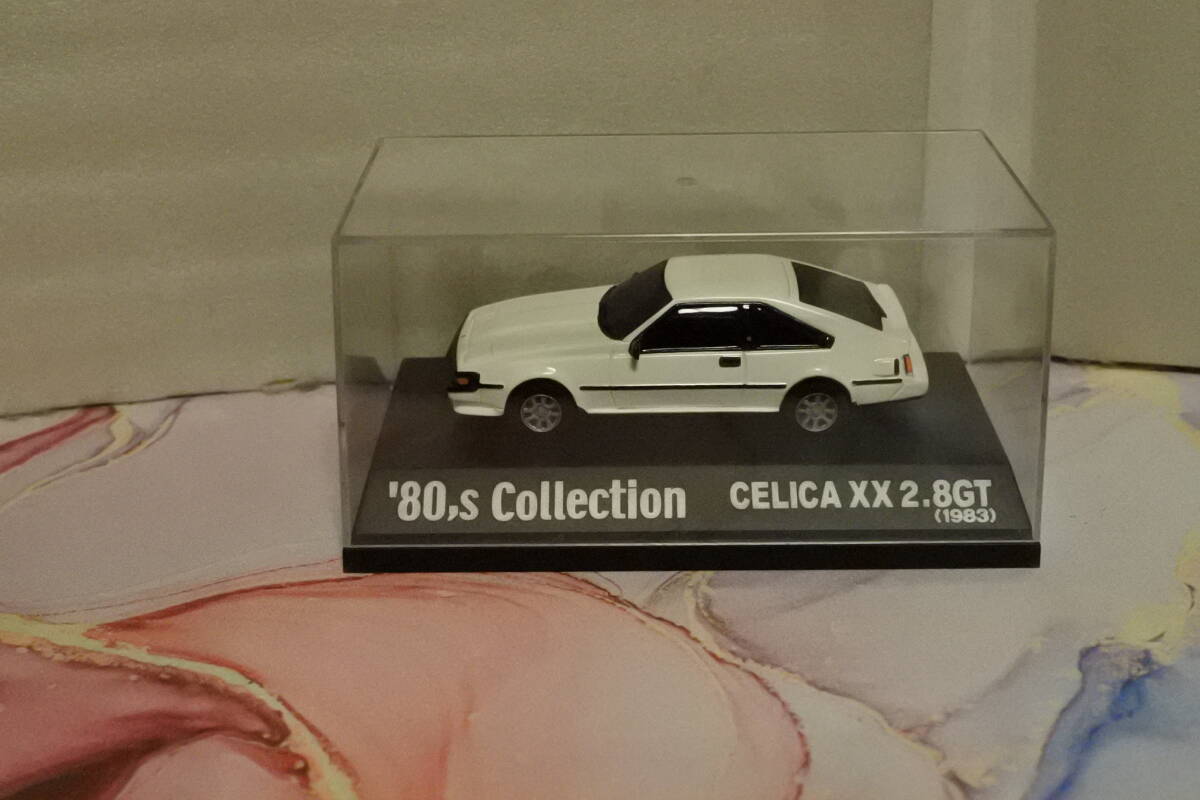 '80,s Collection
CELICA XX 2.8GT
(1983)